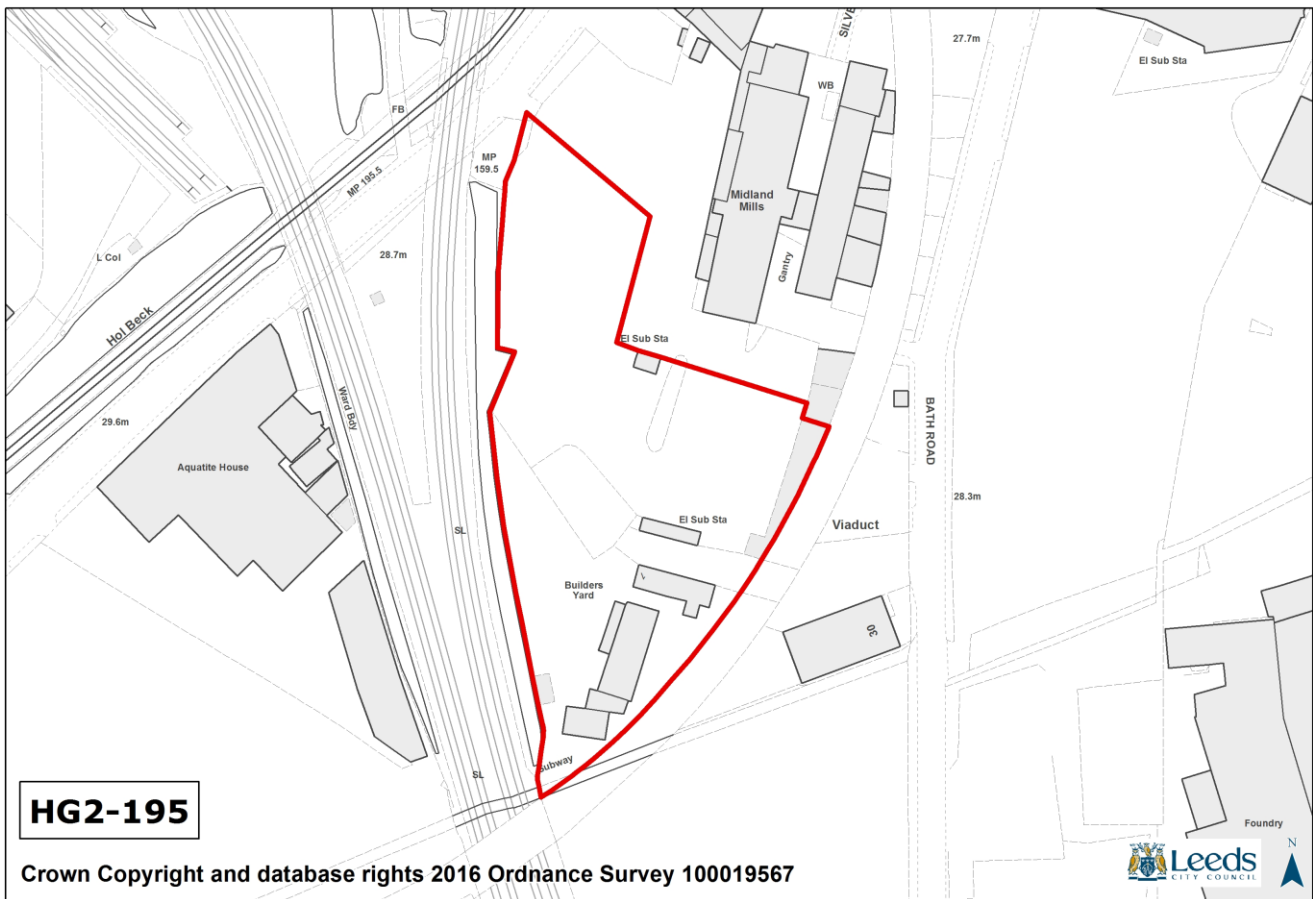 SILVE
27.7m
El Sub Sta
WB
FB
MP
159.5
MP 195.5
Midland
Mills
L Col
28.7m
Gantry
Hol Beck
El Sub Sta
Ward Bdy
BATH ROAD
29.6m
Aquatite House
28.3m
El Sub Sta
Viaduct
SL
Builders
Yard
30
Subway
SL
HG2-195
Foundry
Leeds
CITY COUNCIL
N
Crown Copyright and database rights 2016 Ordnance Survey 100019567